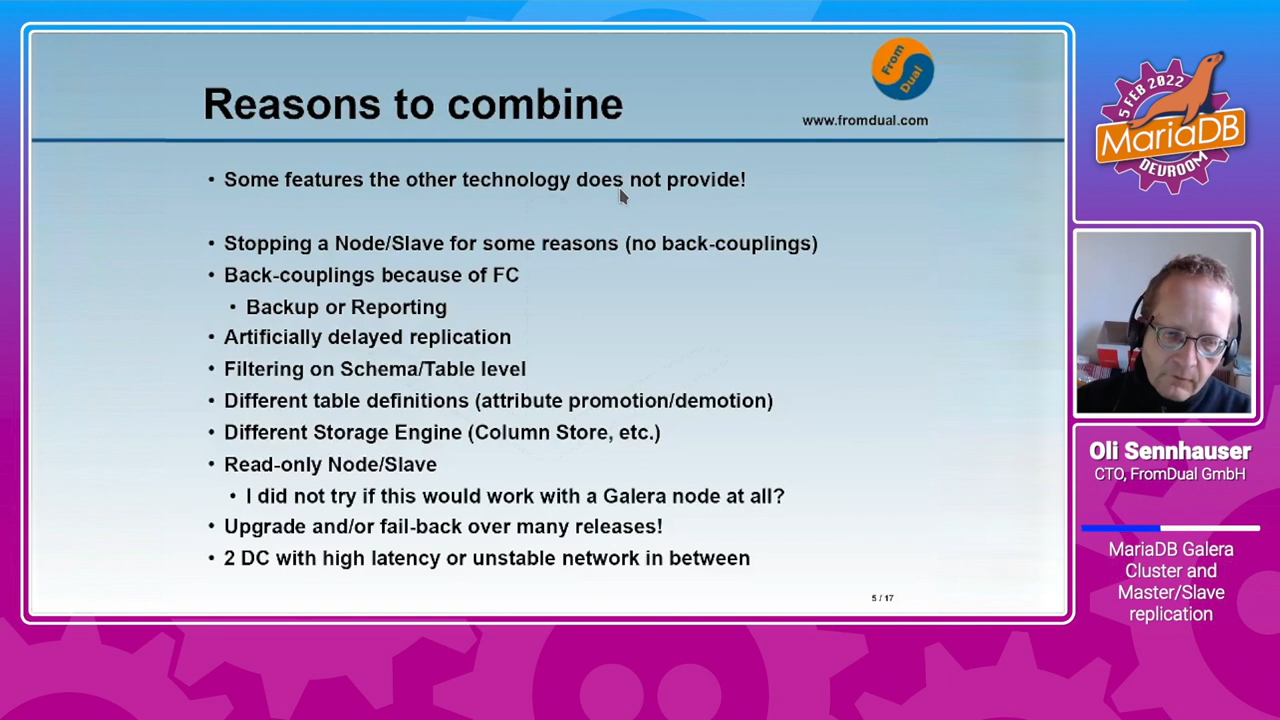 Reasons to combine
From
Dual
www.fromdual.com
• Some features the other technology does not provide!
• Stopping a Node/Slave for some reasons (no back-couplings)
• Back-couplings because of FC
• Backup or Reporting
• Artificially delayed replication
• Filtering on Schema/Table level
• Different table definitions (attribute promotion/demotion)
• Different Storage Engine (Column Store, etc.)
• Read-only Node/Slave
• I did not try if this would work with a Galera node at all?
• Upgrade and/or fail-back over many releases!
• 2 DC with high latency or unstable network in between
5 / 17
5 FEB 2022
MariaDB
DEVROOM
Oli Sennhauser
CTO, FromDual GmbH
MariaDB Galera
Cluster and
Master/Slave
replication